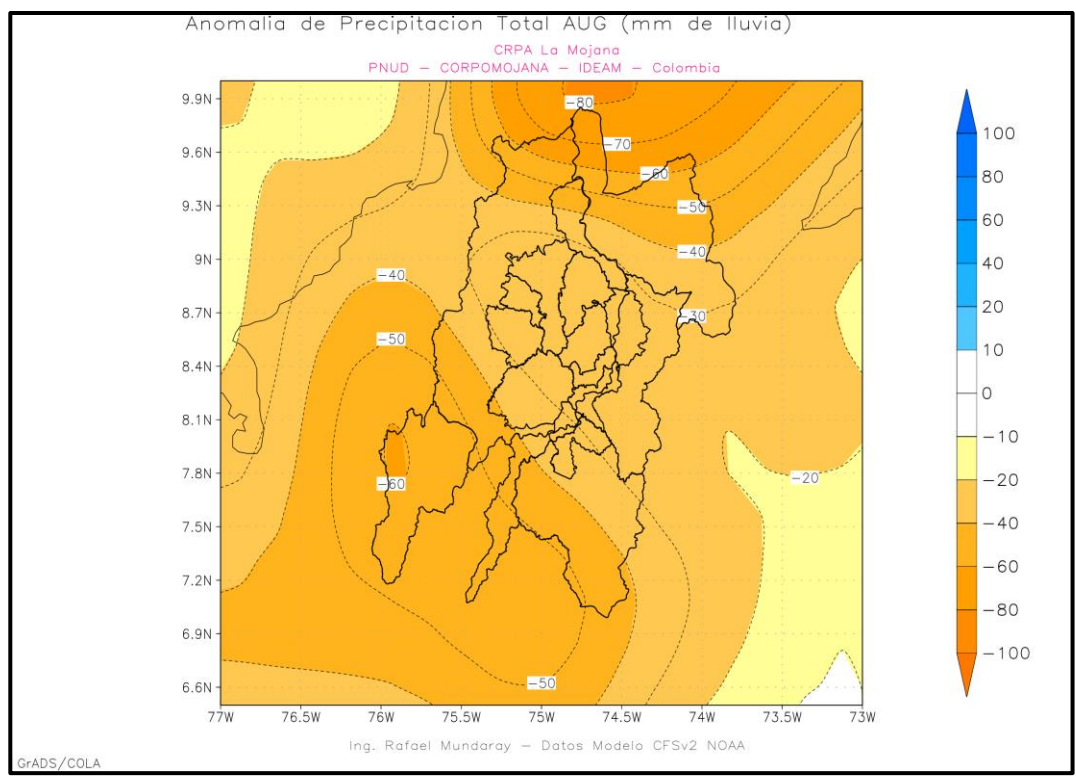 Anomalia de Precipitacion Total AUG (mm de lluvia)
CRPA La Mojana
PNUD – CORPOMOJANA – IDEAM – Colombia
9.9N
9.6N
9.3N
9N
8.7N
8.4N
8.1N
7.8N
7.5N
7.2N
6.9N
6.6N
77W
76.5W
76W
75.5W
75W
74.5W
74W
73.5W
73W
-80
-70
-60
-50
-40
-40
-30
-50
-20
-60
-50
100
80
60
40
20
10
0
-10
-20
-40
-60
-80
-100
Ing. Rafael Mundaray – Datos Modelo CFSv2 NOAA
GrADS/COLA